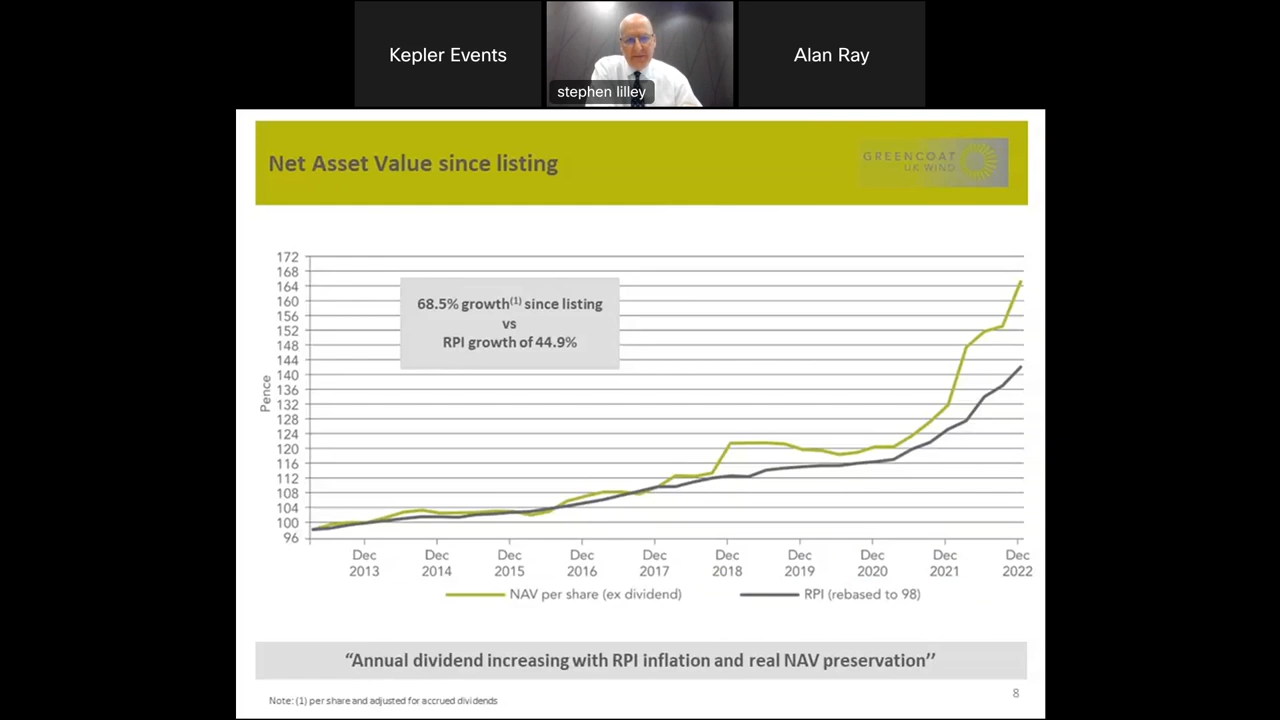 Kepler Events
stephen lilley
Alan Ray
Net Asset Value since listing
GREENCOAT
UK WIND
172
168
164
160
156
152
148
144
140
136
132
128
124
120
116
112
108
104
100
96
Pence
68.5% growth(1) since listing
vs
RPI growth of 44.9%
Dec Dec Dec Dec Dec Dec Dec Dec Dec Dec
2013 2014 2015 2016 2017 2018 2019 2020 2021 2022
NAV per share (ex dividend) RPI (rebased to 98)
“Annual dividend increasing with RPI inflation and real NAV preservation’’
Note: (1) per share and adjusted for accrued dividends
8